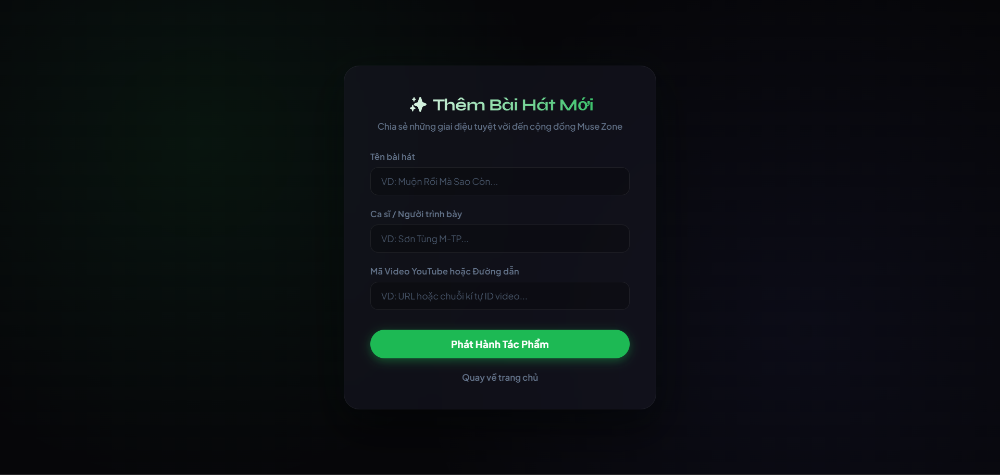 Thêm Bài Hát Mới
Chia sẻ những giai điệu tuyệt vời đến cộng đồng Muse Zone
Tên bài hát
VD: Muộn Rồi Mà Sao Còn...
Ca sĩ / Người trình bày
VD: Sơn Tùng M-TP...
Mã Video YouTube hoặc Đường dẫn
VD: URL hoặc chuỗi kí tự ID video...
Phát Hành Tác Phẩm
Quay về trang chủ